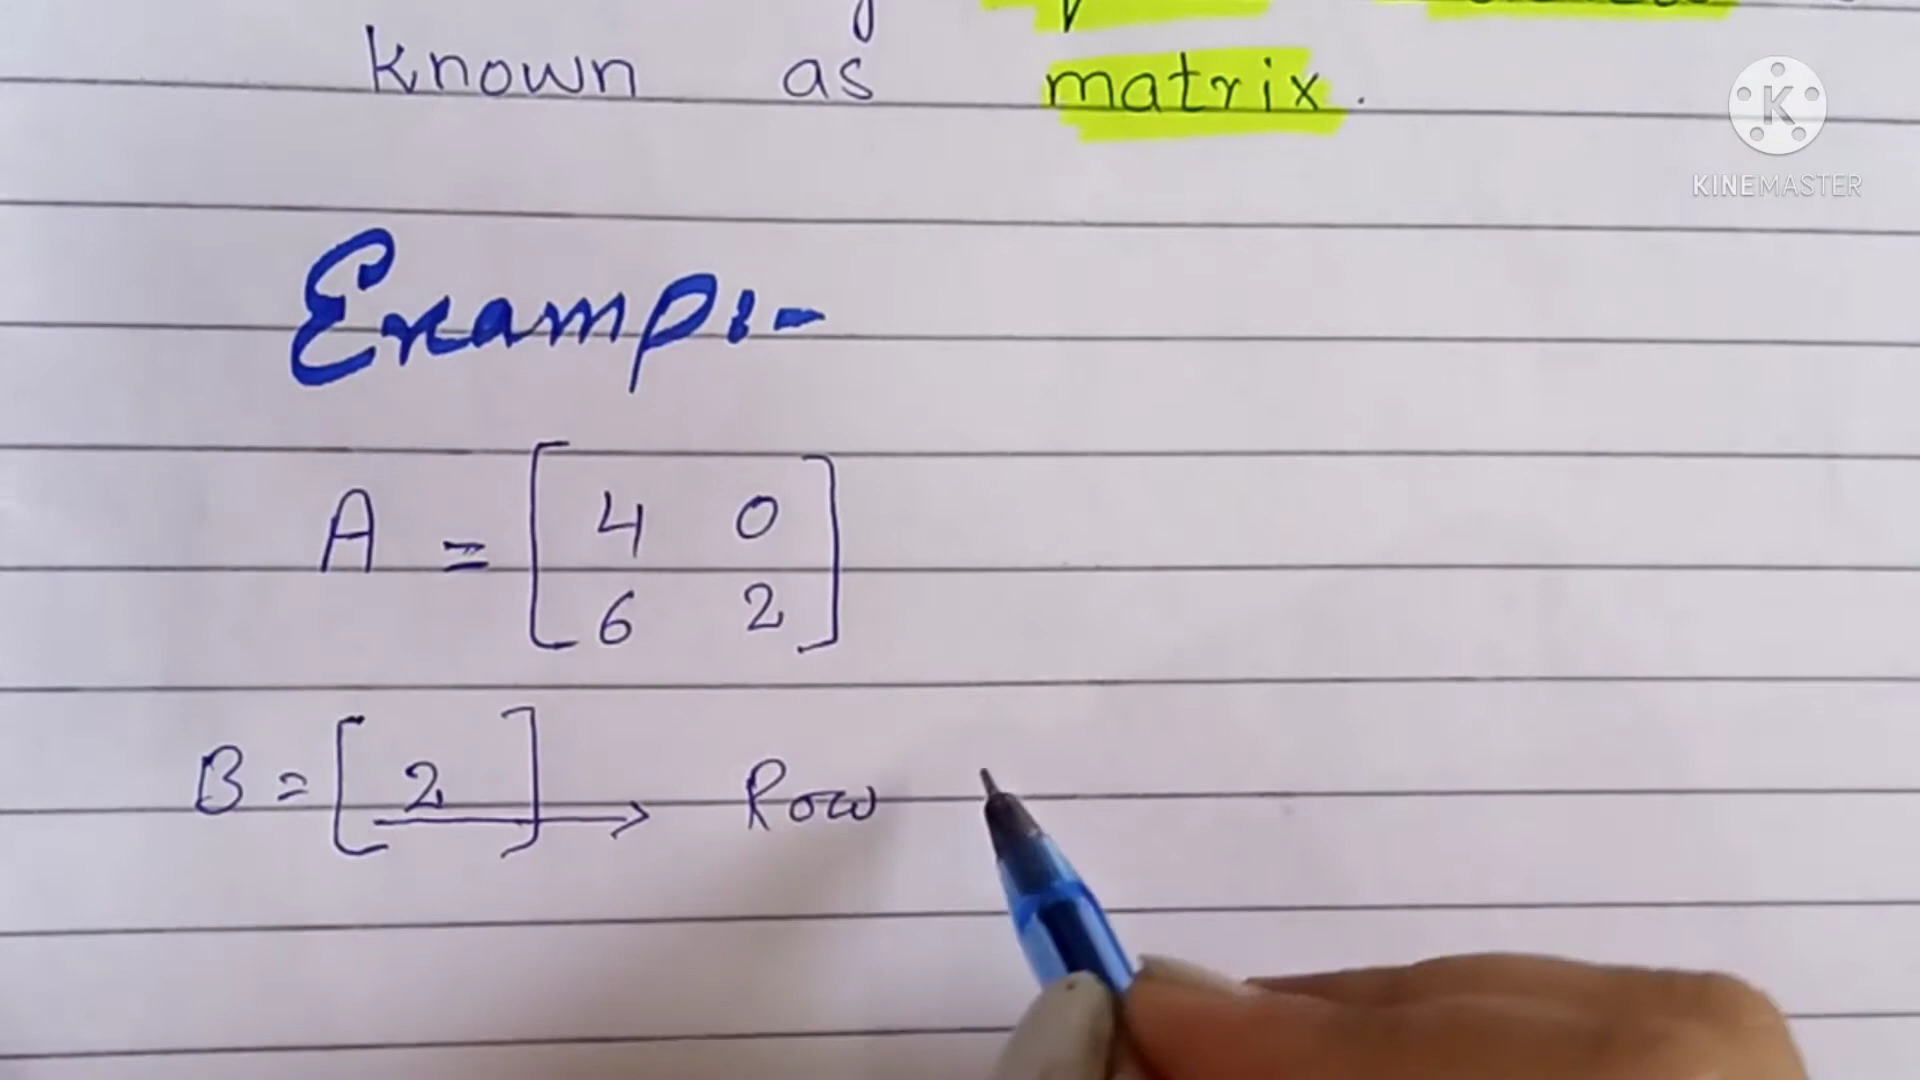 known as matrix.
K
KINEMASTER
Examp:-
A = [ 4 0
6 2 ]
B = [ 2 ] → Row